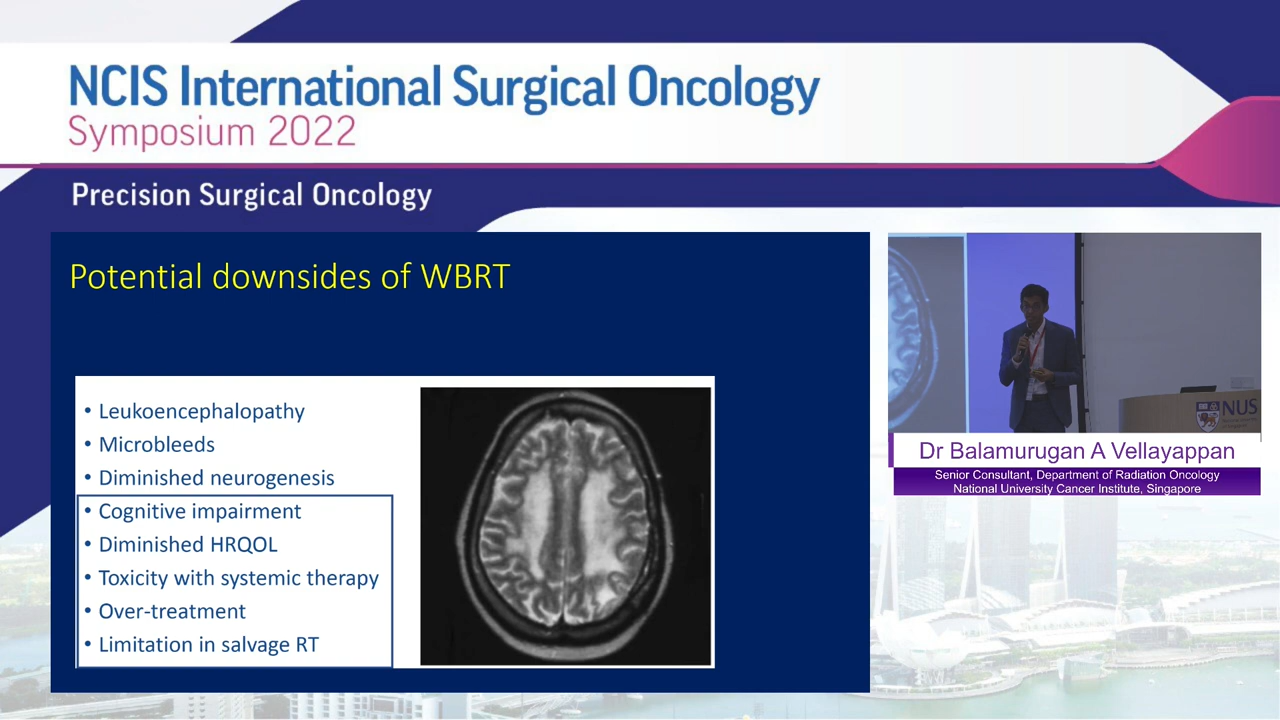 NCIS International Surgical Oncology
Symposium 2022
Precision Surgical Oncology
Potential downsides of WBRT
• Leukoencephalopathy
• Microbleeds
• Diminished neurogenesis
• Cognitive impairment
• Diminished HRQOL
• Toxicity with systemic therapy
• Over-treatment
• Limitation in salvage RT
NUS
Dr Balamurugan A Vellayappan
Senior Consultant, Department of Radiation Oncology
National University Cancer Institute, Singapore